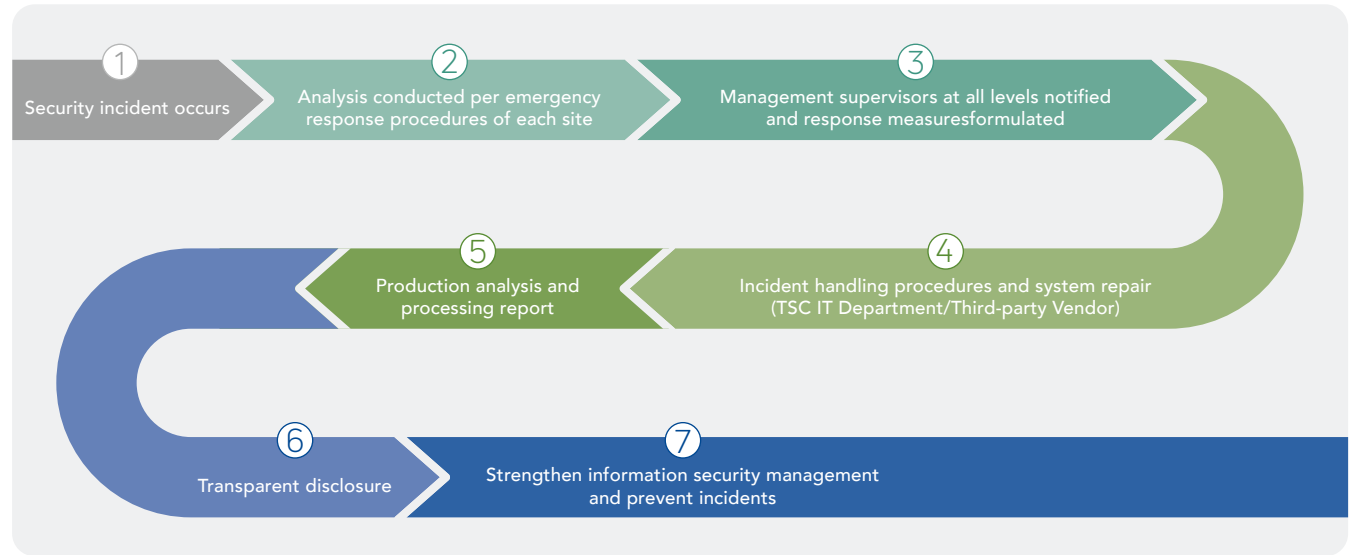 1
Security incident occurs
2
Analysis conducted per emergency
response procedures of each site
3
Management supervisors at all levels notified
and response measuresformulated
4
Incident handling procedures and system repair
(TSC IT Department/Third-party Vendor)
5
Production analysis and
processing report
6
Transparent disclosure
7
Strengthen information security management
and prevent incidents